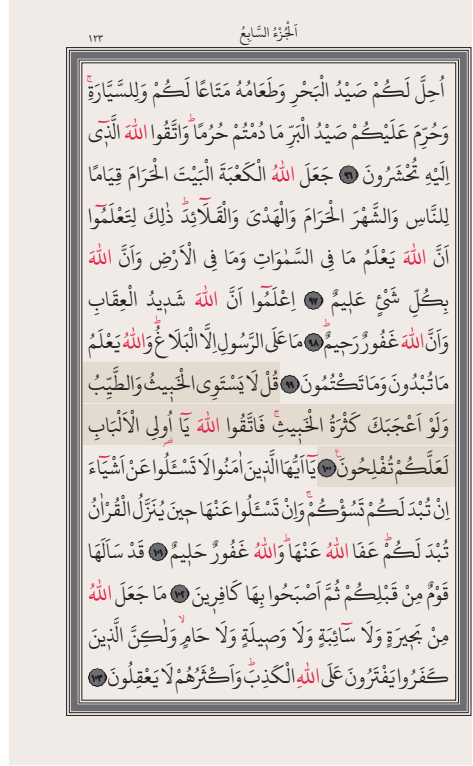 ١٢٣
اَلْجُزْءُ السَّابِعُ
اُحِلَّ لَكُمْ صَيْدُ الْبَحْرِ وَطَعَامُهُ مَتَاعًا لَكُمْ وَلِلسَّيَّارَةِۚ
وَحُرِّمَ عَلَيْكُمْ صَيْدُ الْبَرِّ مَا دُمْتُمْ حُرُمًاۜ وَاتَّقُوا اللّٰهَ الَّذ۪ٓى
اِلَيْهِ تُحْشَرُونَ ﴿٩٦﴾ جَعَلَ اللّٰهُ الْكَعْبَةَ الْبَيْتَ الْحَرَامَ قِيَامًا
لِلنَّاسِ وَالشَّهْرَ الْحَرَامَ وَالْهَدْىَ وَالْقَلَٓائِدَۜ ذٰلِكَ لِتَعْلَمُٓوا
اَنَّ اللّٰهَ يَعْلَمُ مَا فِى السَّمٰوَاتِ وَمَا فِى الْاَرْضِ وَاَنَّ اللّٰهَ
بِكُلِّ شَىْءٍ عَل۪يمٌ ﴿٩٧﴾ اِعْلَمُٓوا اَنَّ اللّٰهَ شَد۪يدُ الْعِقَابِ
وَاَنَّ اللّٰهَ غَفُورٌ رَح۪يمٌۜ ﴿٩٨﴾ مَا عَلَى الرَّسُولِ اِلَّا الْبَلَاغُۜ وَاللّٰهُ يَعْلَمُ
مَا تُبْدُونَ وَمَا تَكْتُمُونَ ﴿٩٩﴾ قُلْ لَا يَسْتَوِى الْخَب۪يثُ وَالطَّيِّبُ
وَلَوْ اَعْجَبَكَ كَثْرَةُ الْخَب۪يثِۚ فَاتَّقُوا اللّٰهَ يَٓا اُو۬لِى الْاَلْبَابِ
لَعَلَّكُمْ تُفْلِحُونَ۟ ﴿١٠٠﴾ يَٓا اَيُّهَا الَّذ۪ينَ اٰمَنُوا لَا تَسْـَٔلُوا عَنْ اَشْيَٓاءَ
اِنْ تُبْدَ لَكُمْ تَسُؤْكُمْۚ وَاِنْ تَسْـَٔلُوا عَنْهَا ح۪ينَ يُنَزَّلُ الْقُرْاٰنُ
تُبْدَ لَكُمْۜ عَفَا اللّٰهُ عَنْهَاۜ وَاللّٰهُ غَفُورٌ حَل۪يمٌ ﴿١٠١﴾ قَدْ سَاَلَهَا
قَوْمٌ مِنْ قَبْلِكُمْ ثُمَّ اَصْبَحُوا بِهَا كَافِر۪ينَ ﴿١٠٢﴾ مَا جَعَلَ اللّٰهُ
مِنْ بَح۪يرَةٍ وَلَا سَٓائِبَةٍ وَلَا وَص۪يلَةٍ وَلَا حَامٍۙ وَلٰكِنَّ الَّذ۪ينَ
كَفَرُوا يَفْتَرُونَ عَلَى اللّٰهِ الْكَذِبَۜ وَاَكْثَرُهُمْ لَا يَعْقِلُونَ ﴿١٠٣﴾